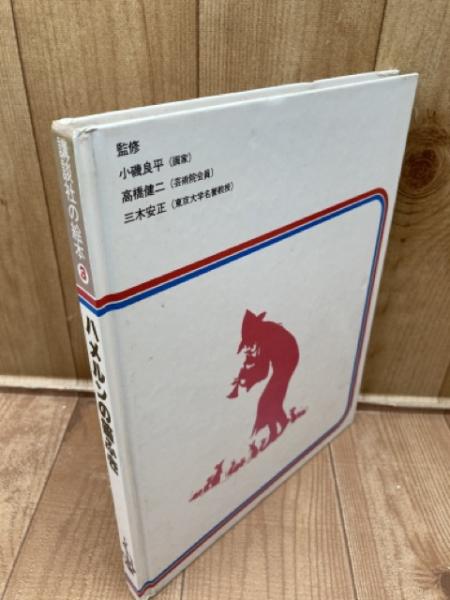 監修
小磯良平（画家）
高橋健二（芸術院会員）
三木安正（東京大学名誉教授）
講談社の絵本
ハメルンの笛ふき